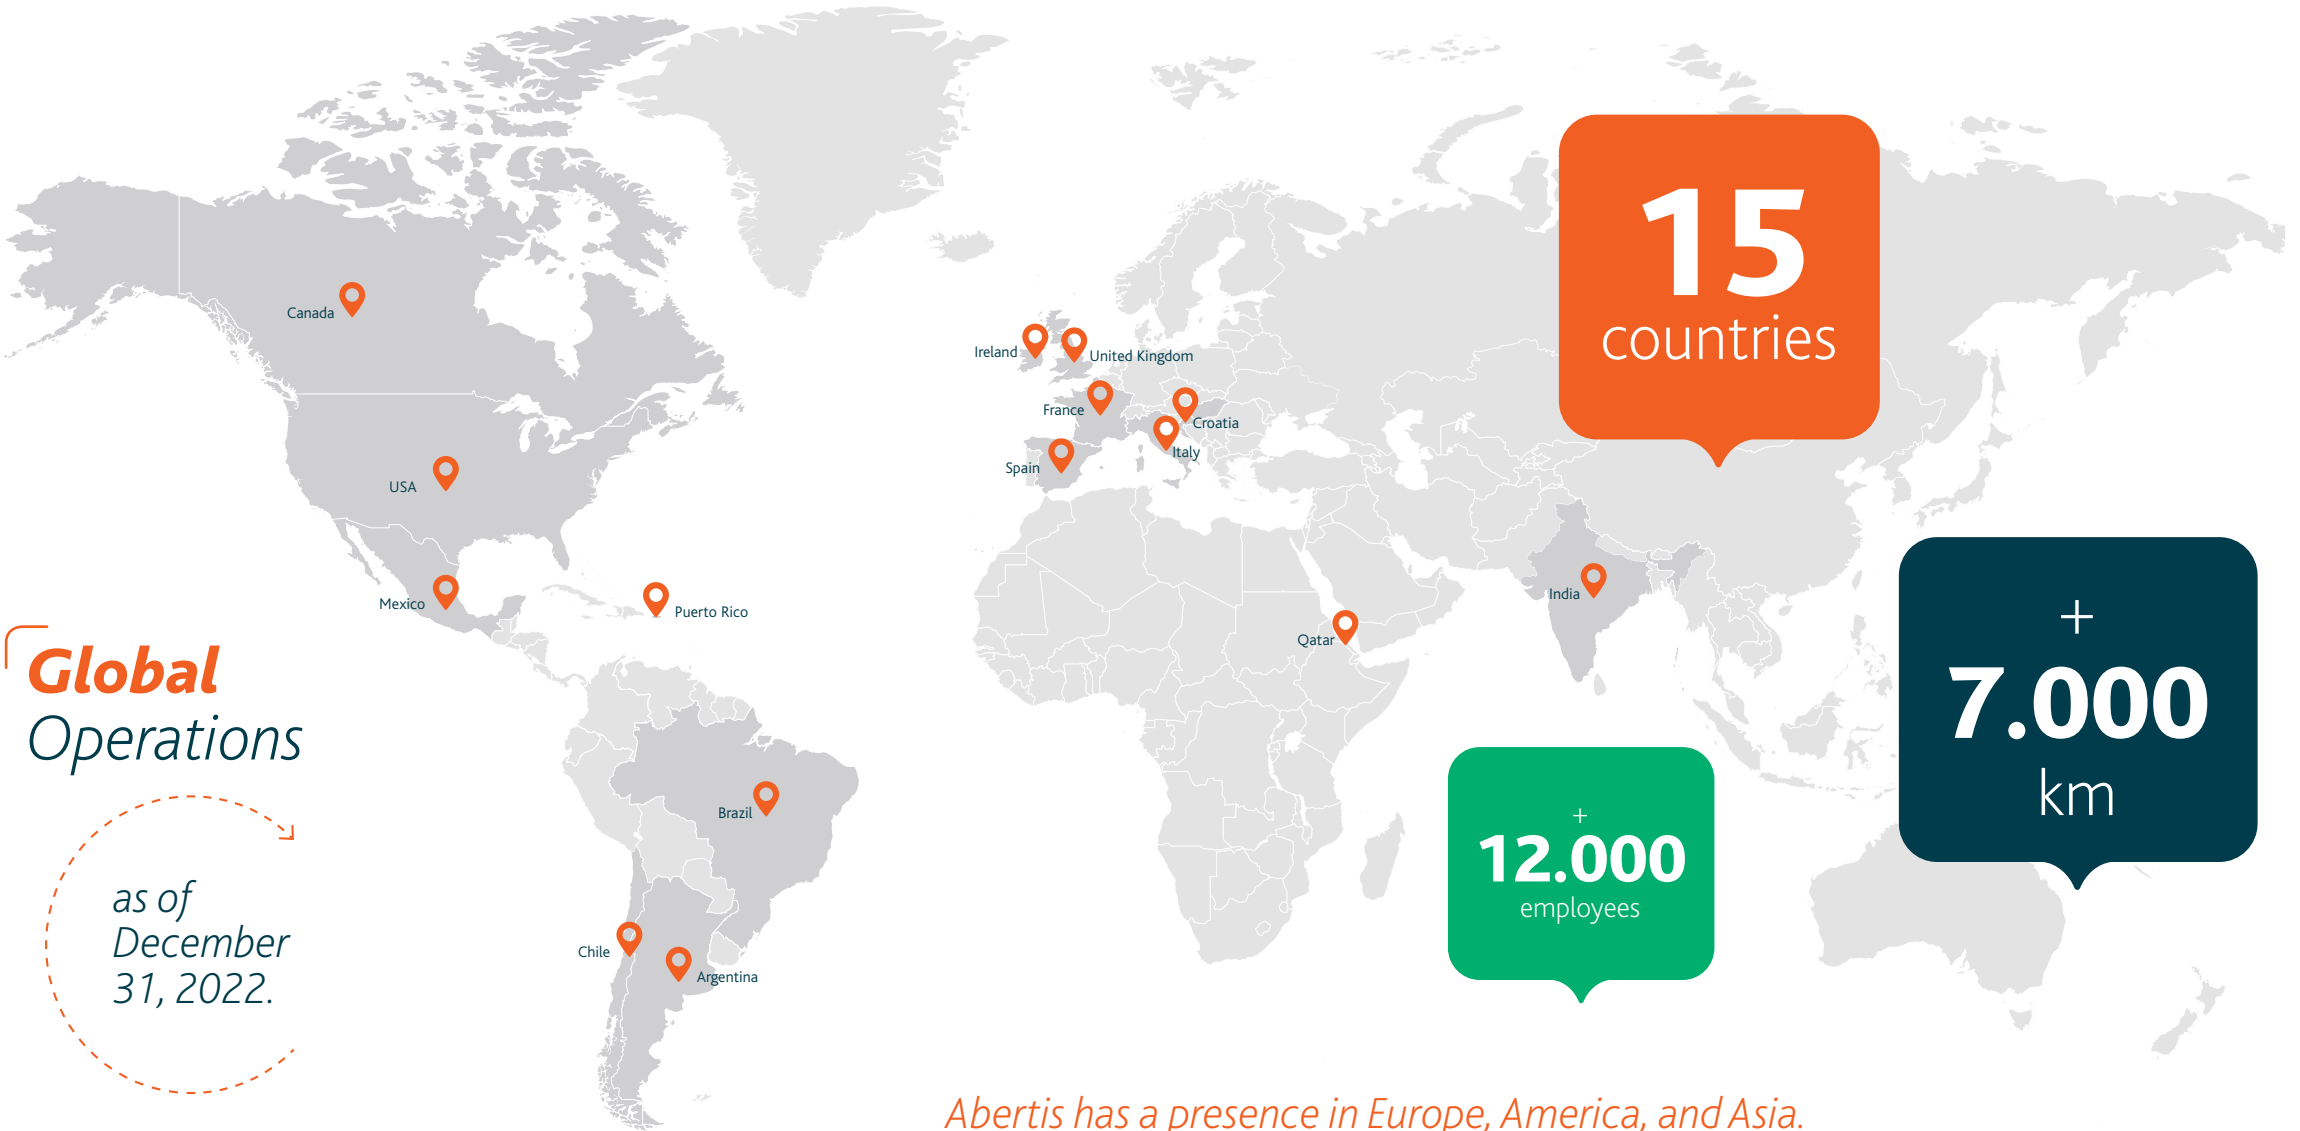 15
countries
Canada
Ireland
United Kingdom
France
Croatia
Italy
Spain
USA
Mexico
Puerto Rico
India
Qatar
+
7.000
km
Global
Operations
Brazil
+
12.000
employees
as of
December
31, 2022.
Chile
Argentina
Abertis has a presence in Europe, America, and Asia.